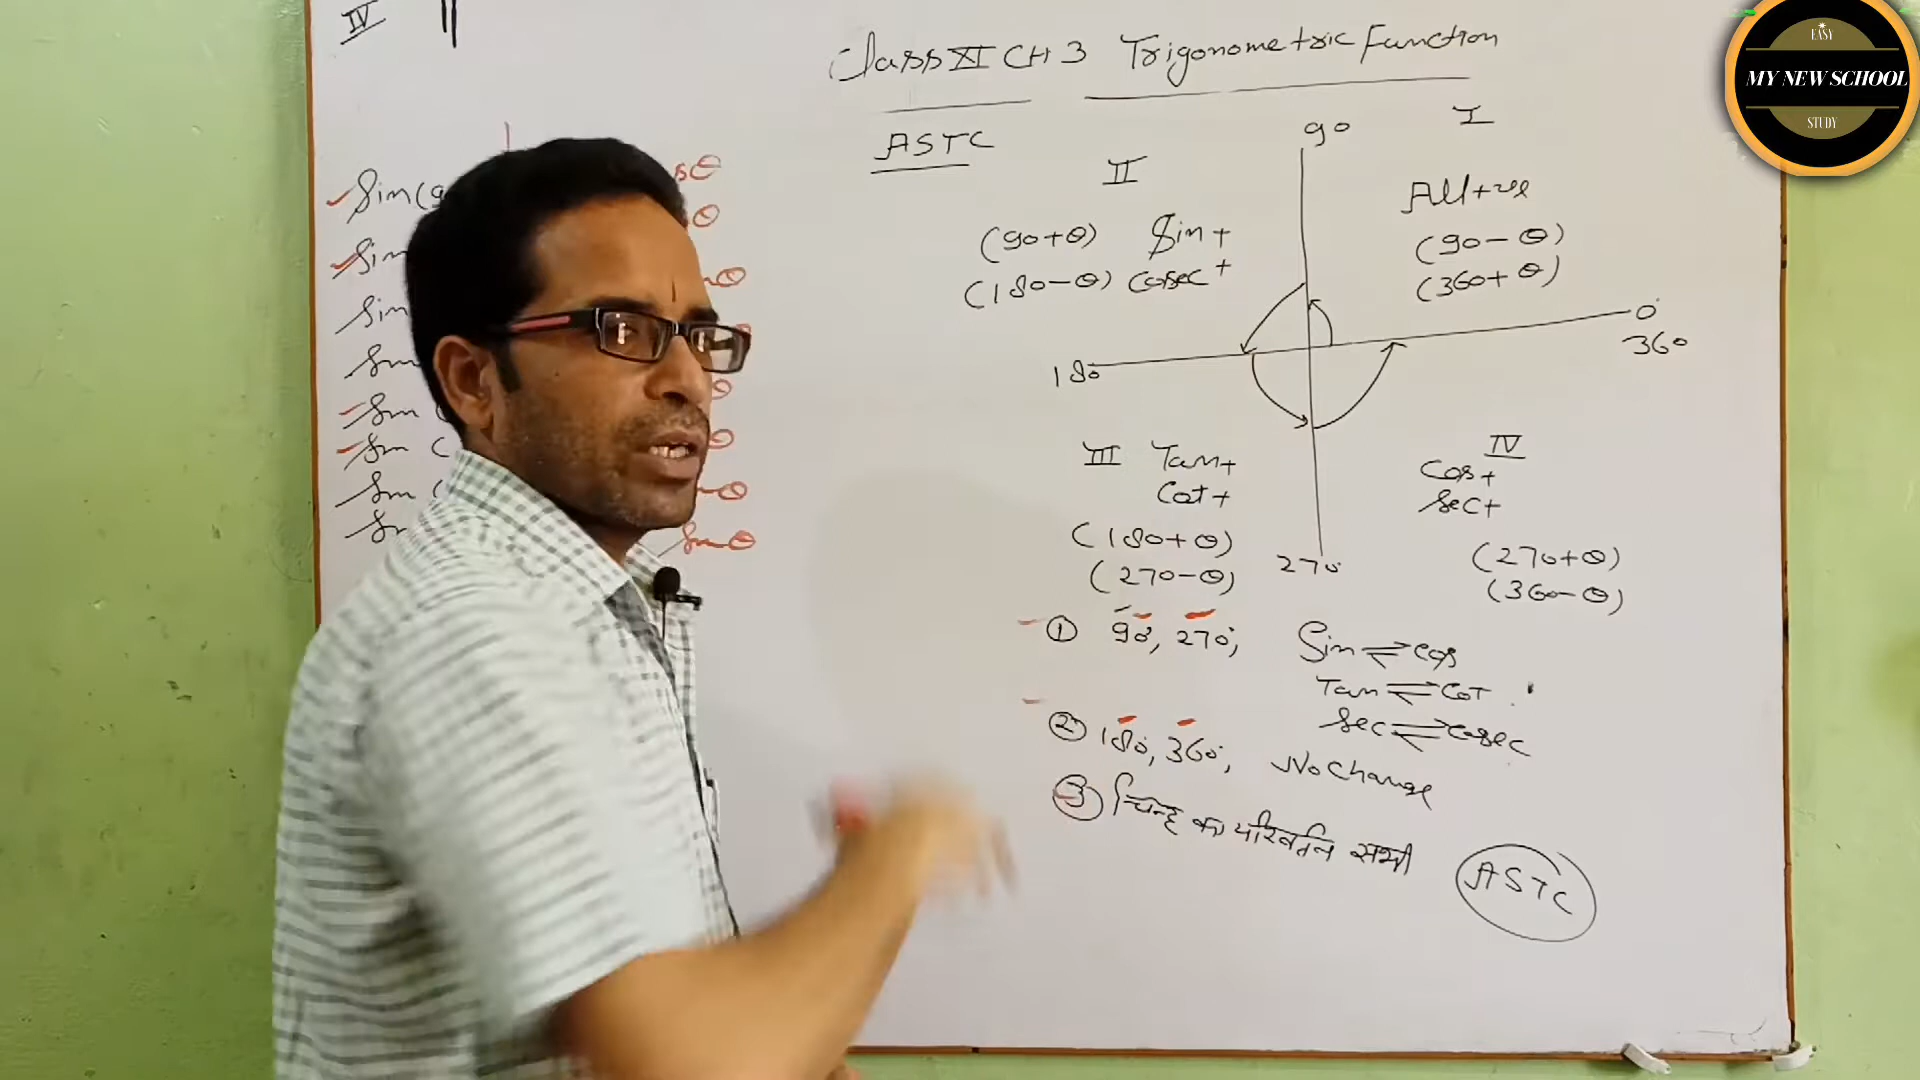 IV
Class XI CH 3 Trigonometric Function
ASTC
EASY
MY NEW SCHOOL
STUDY
90
I
II
All +ve
(90+θ) Sin +
(90-θ)
(180-θ) Cosec +
(360+θ)
0°
360
180
III Tan +
Cot +
IV
Cos +
Sec +
(180+θ)
(270-θ)
270
(270+θ)
(360-θ)
① 90°, 270°, Sin ⇌ Cos
Tan ⇌ Cot
Sec ⇌ Cosec
② 180°, 360°, No Change
③ चिन्ह का परिवर्तन सभी ASTC
Sin (
Sin
Sin
Sin
Sin
Sin (
Sin (
θ
θ
θ
θ
θ
θ
Sin θ